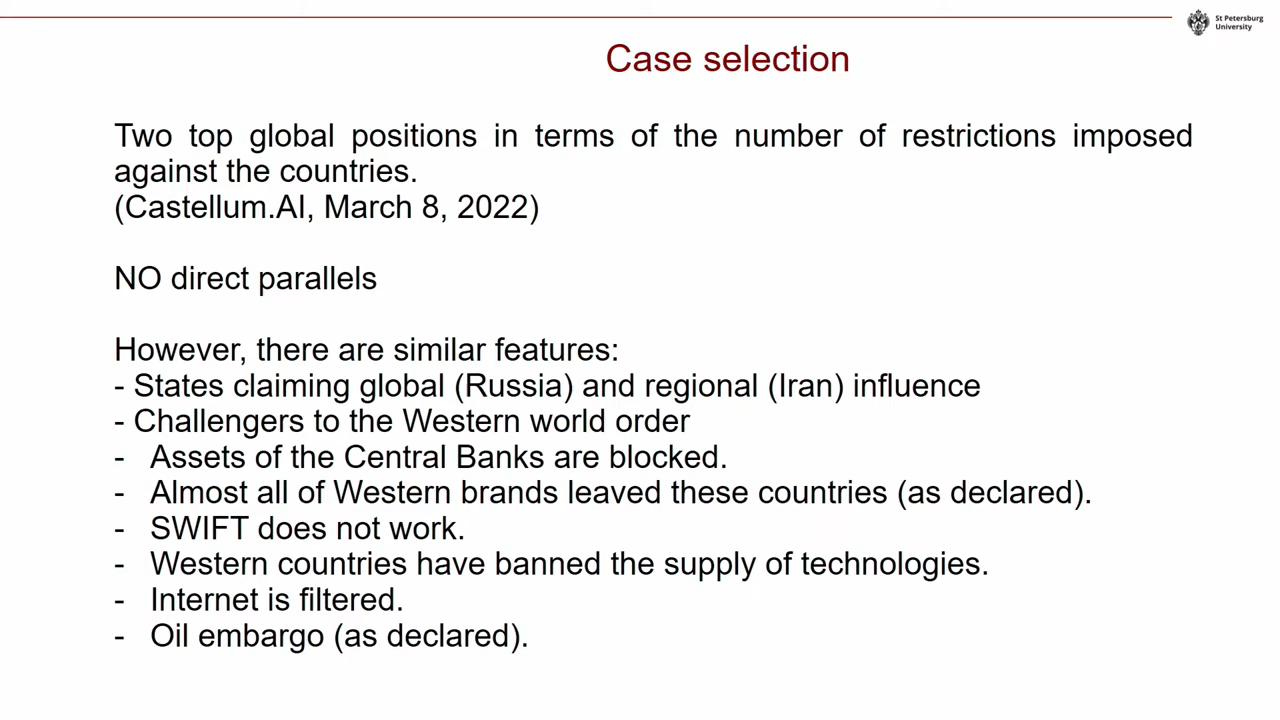 St Petersburg
University
Case selection
Two top global positions in terms of the number of restrictions imposed
against the countries.
(Castellum.AI, March 8, 2022)
NO direct parallels
However, there are similar features:
- States claiming global (Russia) and regional (Iran) influence
- Challengers to the Western world order
- Assets of the Central Banks are blocked.
- Almost all of Western brands leaved these countries (as declared).
- SWIFT does not work.
- Western countries have banned the supply of technologies.
- Internet is filtered.
- Oil embargo (as declared).